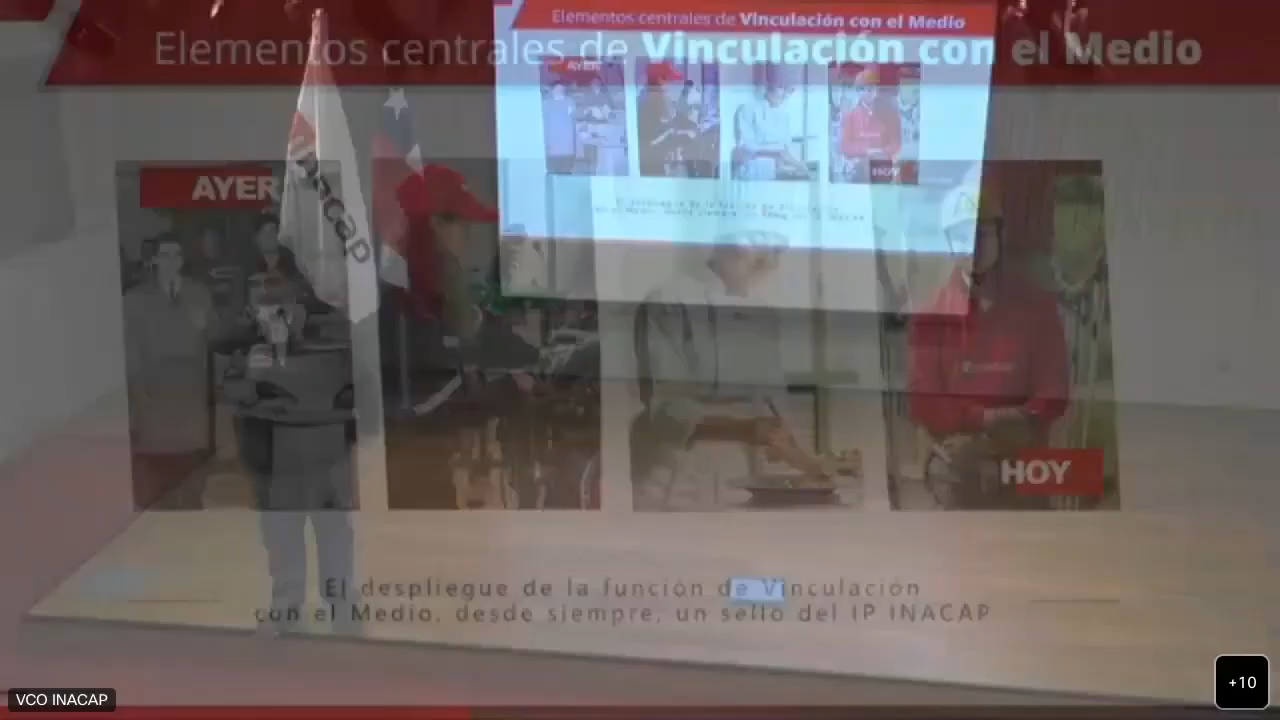 Elementos centrales de Vinculación con el Medio
Elementos centrales de Vinculación con el Medio
AYER
AYER
HOY
inacap
HOY
El despliegue de la función de Vinculación
con el Medio, desde siempre, un sello del IP INACAP
VCO INACAP
+10